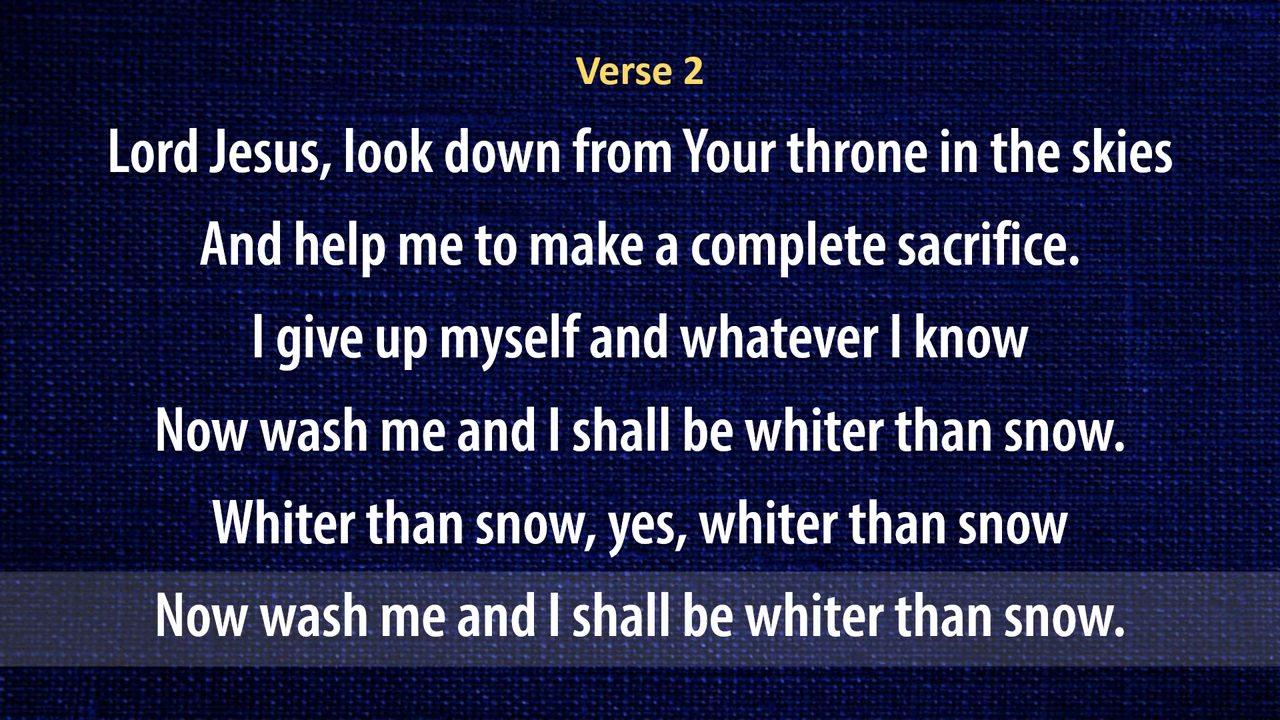 Verse 2
Lord Jesus, look down from Your throne in the skies
And help me to make a complete sacrifice.
I give up myself and whatever I know
Now wash me and I shall be whiter than snow.
Whiter than snow, yes, whiter than snow
Now wash me and I shall be whiter than snow.